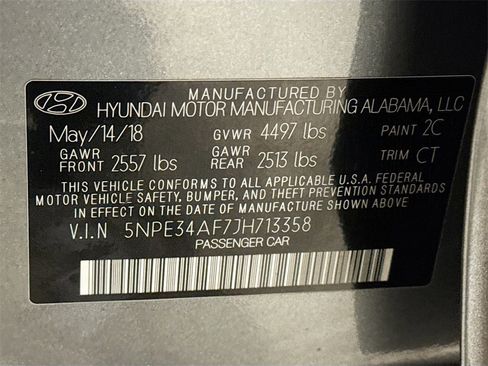 MANUFACTURED BY
HYUNDAI MOTOR MANUFACTURING ALABAMA, LLC
May/14/18 GVWR 4497 lbs PAINT 2C
GAWR FRONT 2557 lbs GAWR REAR 2513 lbs TRIM CT
THIS VEHICLE CONFORMS TO ALL APPLICABLE U.S.A. FEDERAL
MOTOR VEHICLE SAFETY, BUMPER, AND THEFT PREVENTION STANDARDS
IN EFFECT ON THE DATE OF MANUFACTURE SHOWN ABOVE.
V.I.N 5NPE34AF7JH713358
PASSENGER CAR